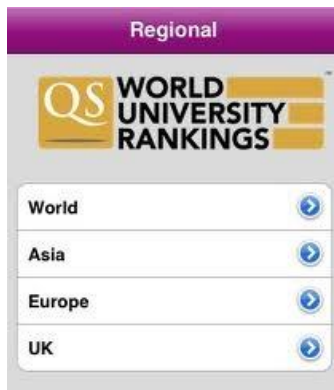 Regional
QS WORLD
UNIVERSITY
RANKINGS
World
Asia
Europe
UK